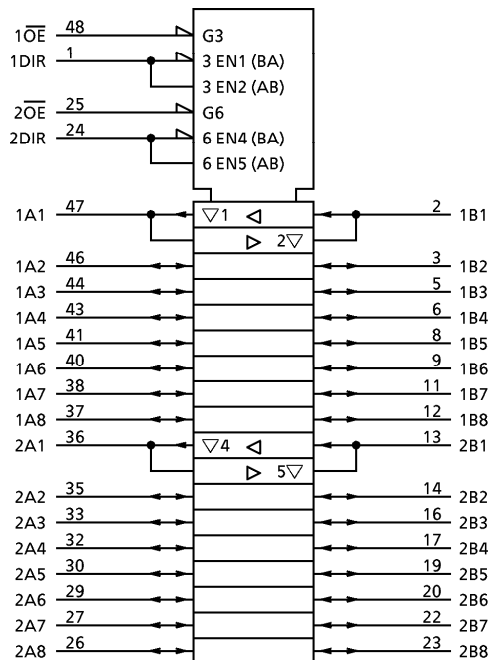 1O̅E̅ 48 G3
1DIR 1 3 EN1 (BA)
3 EN2 (AB)
2O̅E̅ 25 G6
2DIR 24 6 EN4 (BA)
6 EN5 (AB)
1A1 47 ▽1 ◁ 2 1B1
▷ 2▽
1A2 46 3 1B2
1A3 44 5 1B3
1A4 43 6 1B4
1A5 41 8 1B5
1A6 40 9 1B6
1A7 38 11 1B7
1A8 37 12 1B8
2A1 36 ▽4 ◁ 13 2B1
▷ 5▽
2A2 35 14 2B2
2A3 33 16 2B3
2A4 32 17 2B4
2A5 30 19 2B5
2A6 29 20 2B6
2A7 27 22 2B7
2A8 26 23 2B8